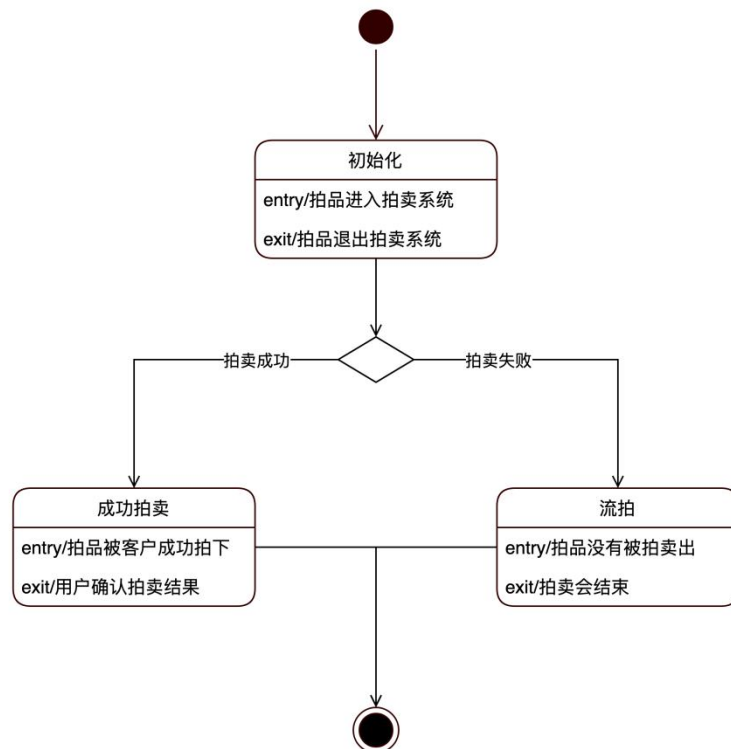 初始化
entry/拍品进入拍卖系统
exit/拍品退出拍卖系统
拍卖成功
拍卖失败
成功拍卖
entry/拍品被客户成功拍下
exit/用户确认拍卖结果
流拍
entry/拍品没有被拍卖出
exit/拍卖会结束